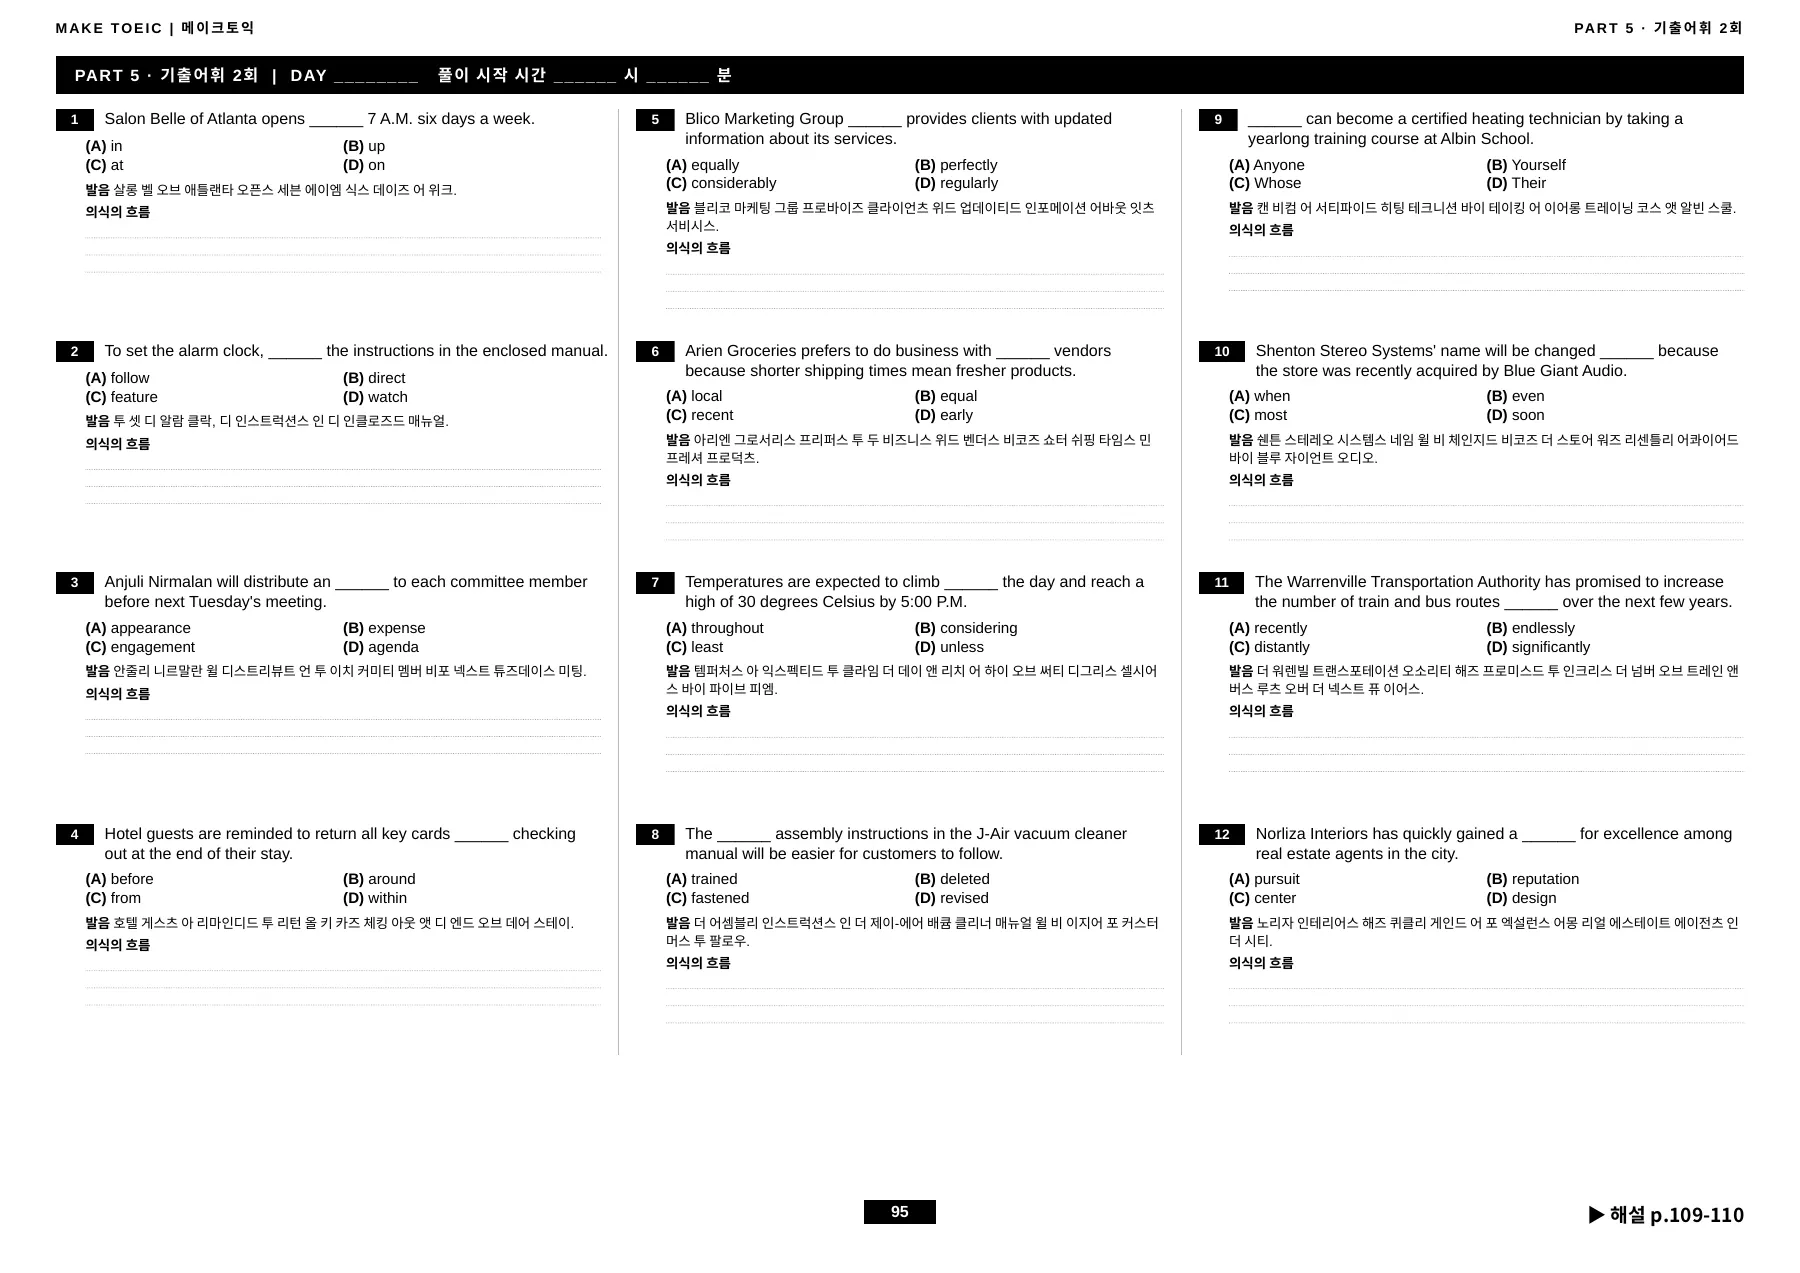 MAKE TOEIC | 메이크토익
PART 5 · 기출어휘 2회
PART 5 · 기출어휘 2회 | DAY ________ 풀이 시작 시간 ______ 시 ______ 분
1 Salon Belle of Atlanta opens ______ 7 A.M. six days a week.
(A) in (B) up
(C) at (D) on
발음 살롱 벨 오브 애틀랜타 오픈스 세븐 에이엠 식스 데이즈 어 위크.
의식의 흐름
2 To set the alarm clock, ______ the instructions in the enclosed manual.
(A) follow (B) direct
(C) feature (D) watch
발음 투 셋 디 알람 클락, 디 인스트럭션스 인 디 인클로즈드 매뉴얼.
의식의 흐름
3 Anjuli Nirmalan will distribute an ______ to each committee member
before next Tuesday's meeting.
(A) appearance (B) expense
(C) engagement (D) agenda
발음 안줄리 니르말란 윌 디스트리뷰트 언 투 이치 커미티 멤버 비포 넥스트 튜즈데이스 미팅.
의식의 흐름
4 Hotel guests are reminded to return all key cards ______ checking
out at the end of their stay.
(A) before (B) around
(C) from (D) within
발음 호텔 게스츠 아 리마인디드 투 리턴 올 키 카즈 체킹 아웃 앳 디 엔드 오브 데어 스테이.
의식의 흐름
5 Blico Marketing Group ______ provides clients with updated
information about its services.
(A) equally (B) perfectly
(C) considerably (D) regularly
발음 블리코 마케팅 그룹 프로바이즈 클라이언츠 위드 업데이티드 인포메이션 어바웃 잇츠
서비시스.
의식의 흐름
6 Arien Groceries prefers to do business with ______ vendors
because shorter shipping times mean fresher products.
(A) local (B) equal
(C) recent (D) early
발음 아리엔 그로서리스 프리퍼스 투 두 비즈니스 위드 벤더스 비코즈 쇼터 쉬핑 타임스 민
프레셔 프로덕츠.
의식의 흐름
7 Temperatures are expected to climb ______ the day and reach a
high of 30 degrees Celsius by 5:00 P.M.
(A) throughout (B) considering
(C) least (D) unless
발음 템퍼처스 아 익스펙티드 투 클라임 더 데이 앤 리치 어 하이 오브 써티 디그리스 셀시어
스 바이 파이브 피엠.
의식의 흐름
8 The ______ assembly instructions in the J-Air vacuum cleaner
manual will be easier for customers to follow.
(A) trained (B) deleted
(C) fastened (D) revised
발음 더 어셈블리 인스트럭션스 인 더 제이-에어 배큠 클리너 매뉴얼 윌 비 이지어 포 커스터
머스 투 팔로우.
의식의 흐름
9 ______ can become a certified heating technician by taking a
yearlong training course at Albin School.
(A) Anyone (B) Yourself
(C) Whose (D) Their
발음 캔 비컴 어 서티파이드 히팅 테크니션 바이 테이킹 어 이어롱 트레이닝 코스 앳 알빈 스쿨.
의식의 흐름
10 Shenton Stereo Systems' name will be changed ______ because
the store was recently acquired by Blue Giant Audio.
(A) when (B) even
(C) most (D) soon
발음 쉔튼 스테레오 시스템스 네임 윌 비 체인지드 비코즈 더 스토어 워즈 리센틀리 어콰이어드
바이 블루 자이언트 오디오.
의식의 흐름
11 The Warrenville Transportation Authority has promised to increase
the number of train and bus routes ______ over the next few years.
(A) recently (B) endlessly
(C) distantly (D) significantly
발음 더 워렌빌 트랜스포테이션 오소리티 해즈 프로미스드 투 인크리스 더 넘버 오브 트레인 앤
버스 루츠 오버 더 넥스트 퓨 이어스.
의식의 흐름
12 Norliza Interiors has quickly gained a ______ for excellence among
real estate agents in the city.
(A) pursuit (B) reputation
(C) center (D) design
발음 노리자 인테리어스 해즈 퀴클리 게인드 어 포 엑설런스 어몽 리얼 에스테이트 에이전츠 인
더 시티.
의식의 흐름
95
▶ 해설 p.109-110